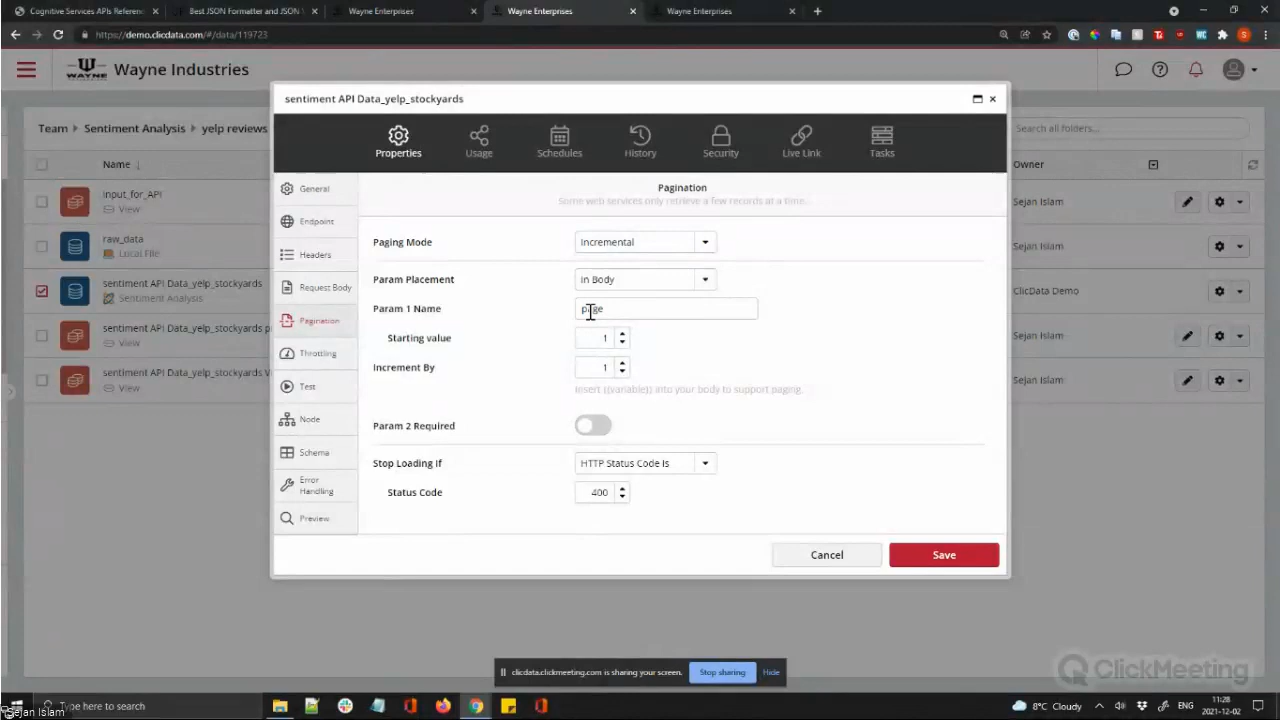 Cognitive Services APIs Referenc
Best JSON Formatter and JSON
Wayne Enterprises
Wayne Enterprises
Wayne Enterprises
https://demo.clicdata.com/#/data/119723
WAYNE
Wayne Industries
sentiment API Data_yelp_stockyards
Properties
Usage
Schedules
History
Security
Live Link
Tasks
Team
Sentiment Analysis
yelp reviews
Search all folders...
Name
Owner
input_for_API
View
Sejan Islam
raw_data
Local File
Sejan Islam
sentiment API Data_yelp_stockyards
Sentiment Analysis
ClicData Demo
sentiment API Data_yelp_stockyards p
View
Sejan Islam
sentiment API Data_yelp_stockyards V
View
Sejan Islam
General
Endpoint
Headers
Request Body
Pagination
Throttling
Test
Node
Schema
Error
Handling
Preview
Pagination
Some web services only retrieve a few records at a time...
Paging Mode
Incremental
Param Placement
in Body
Param 1 Name
page
Starting value
1
Increment By
1
Insert {{variable}} into your body to support paging.
Param 2 Required
Stop Loading If
HTTP Status Code Is
Status Code
400
Cancel
Save
clicdata.clickmeeting.com is sharing your screen.
Stop sharing
Hide
ClickMeeting
Type here to search
Sejan Islam
8°C Cloudy
ENG
11:28
2021-12-02